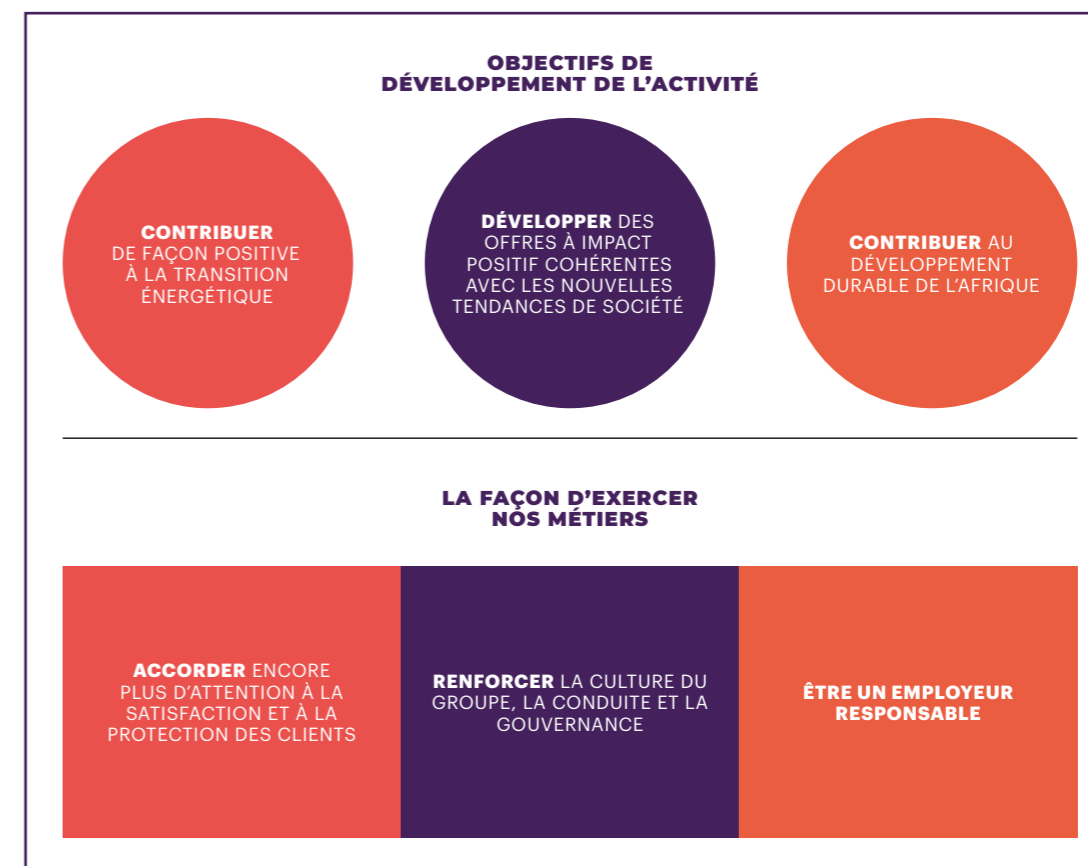 OBJECTIFS DE
DÉVELOPPEMENT DE L’ACTIVITÉ
CONTRIBUER
DE FAÇON POSITIVE
À LA TRANSITION
ÉNERGÉTIQUE
DÉVELOPPER DES
OFFRES À IMPACT
POSITIF COHÉRENTES
AVEC LES NOUVELLES
TENDANCES DE SOCIÉTÉ
CONTRIBUER AU
DÉVELOPPEMENT
DURABLE DE L’AFRIQUE
LA FAÇON D’EXERCER
NOS MÉTIERS
ACCORDER ENCORE
PLUS D’ATTENTION À LA
SATISFACTION ET À LA
PROTECTION DES CLIENTS
RENFORCER LA CULTURE DU
GROUPE, LA CONDUITE ET LA
GOUVERNANCE
ÊTRE UN EMPLOYEUR
RESPONSABLE